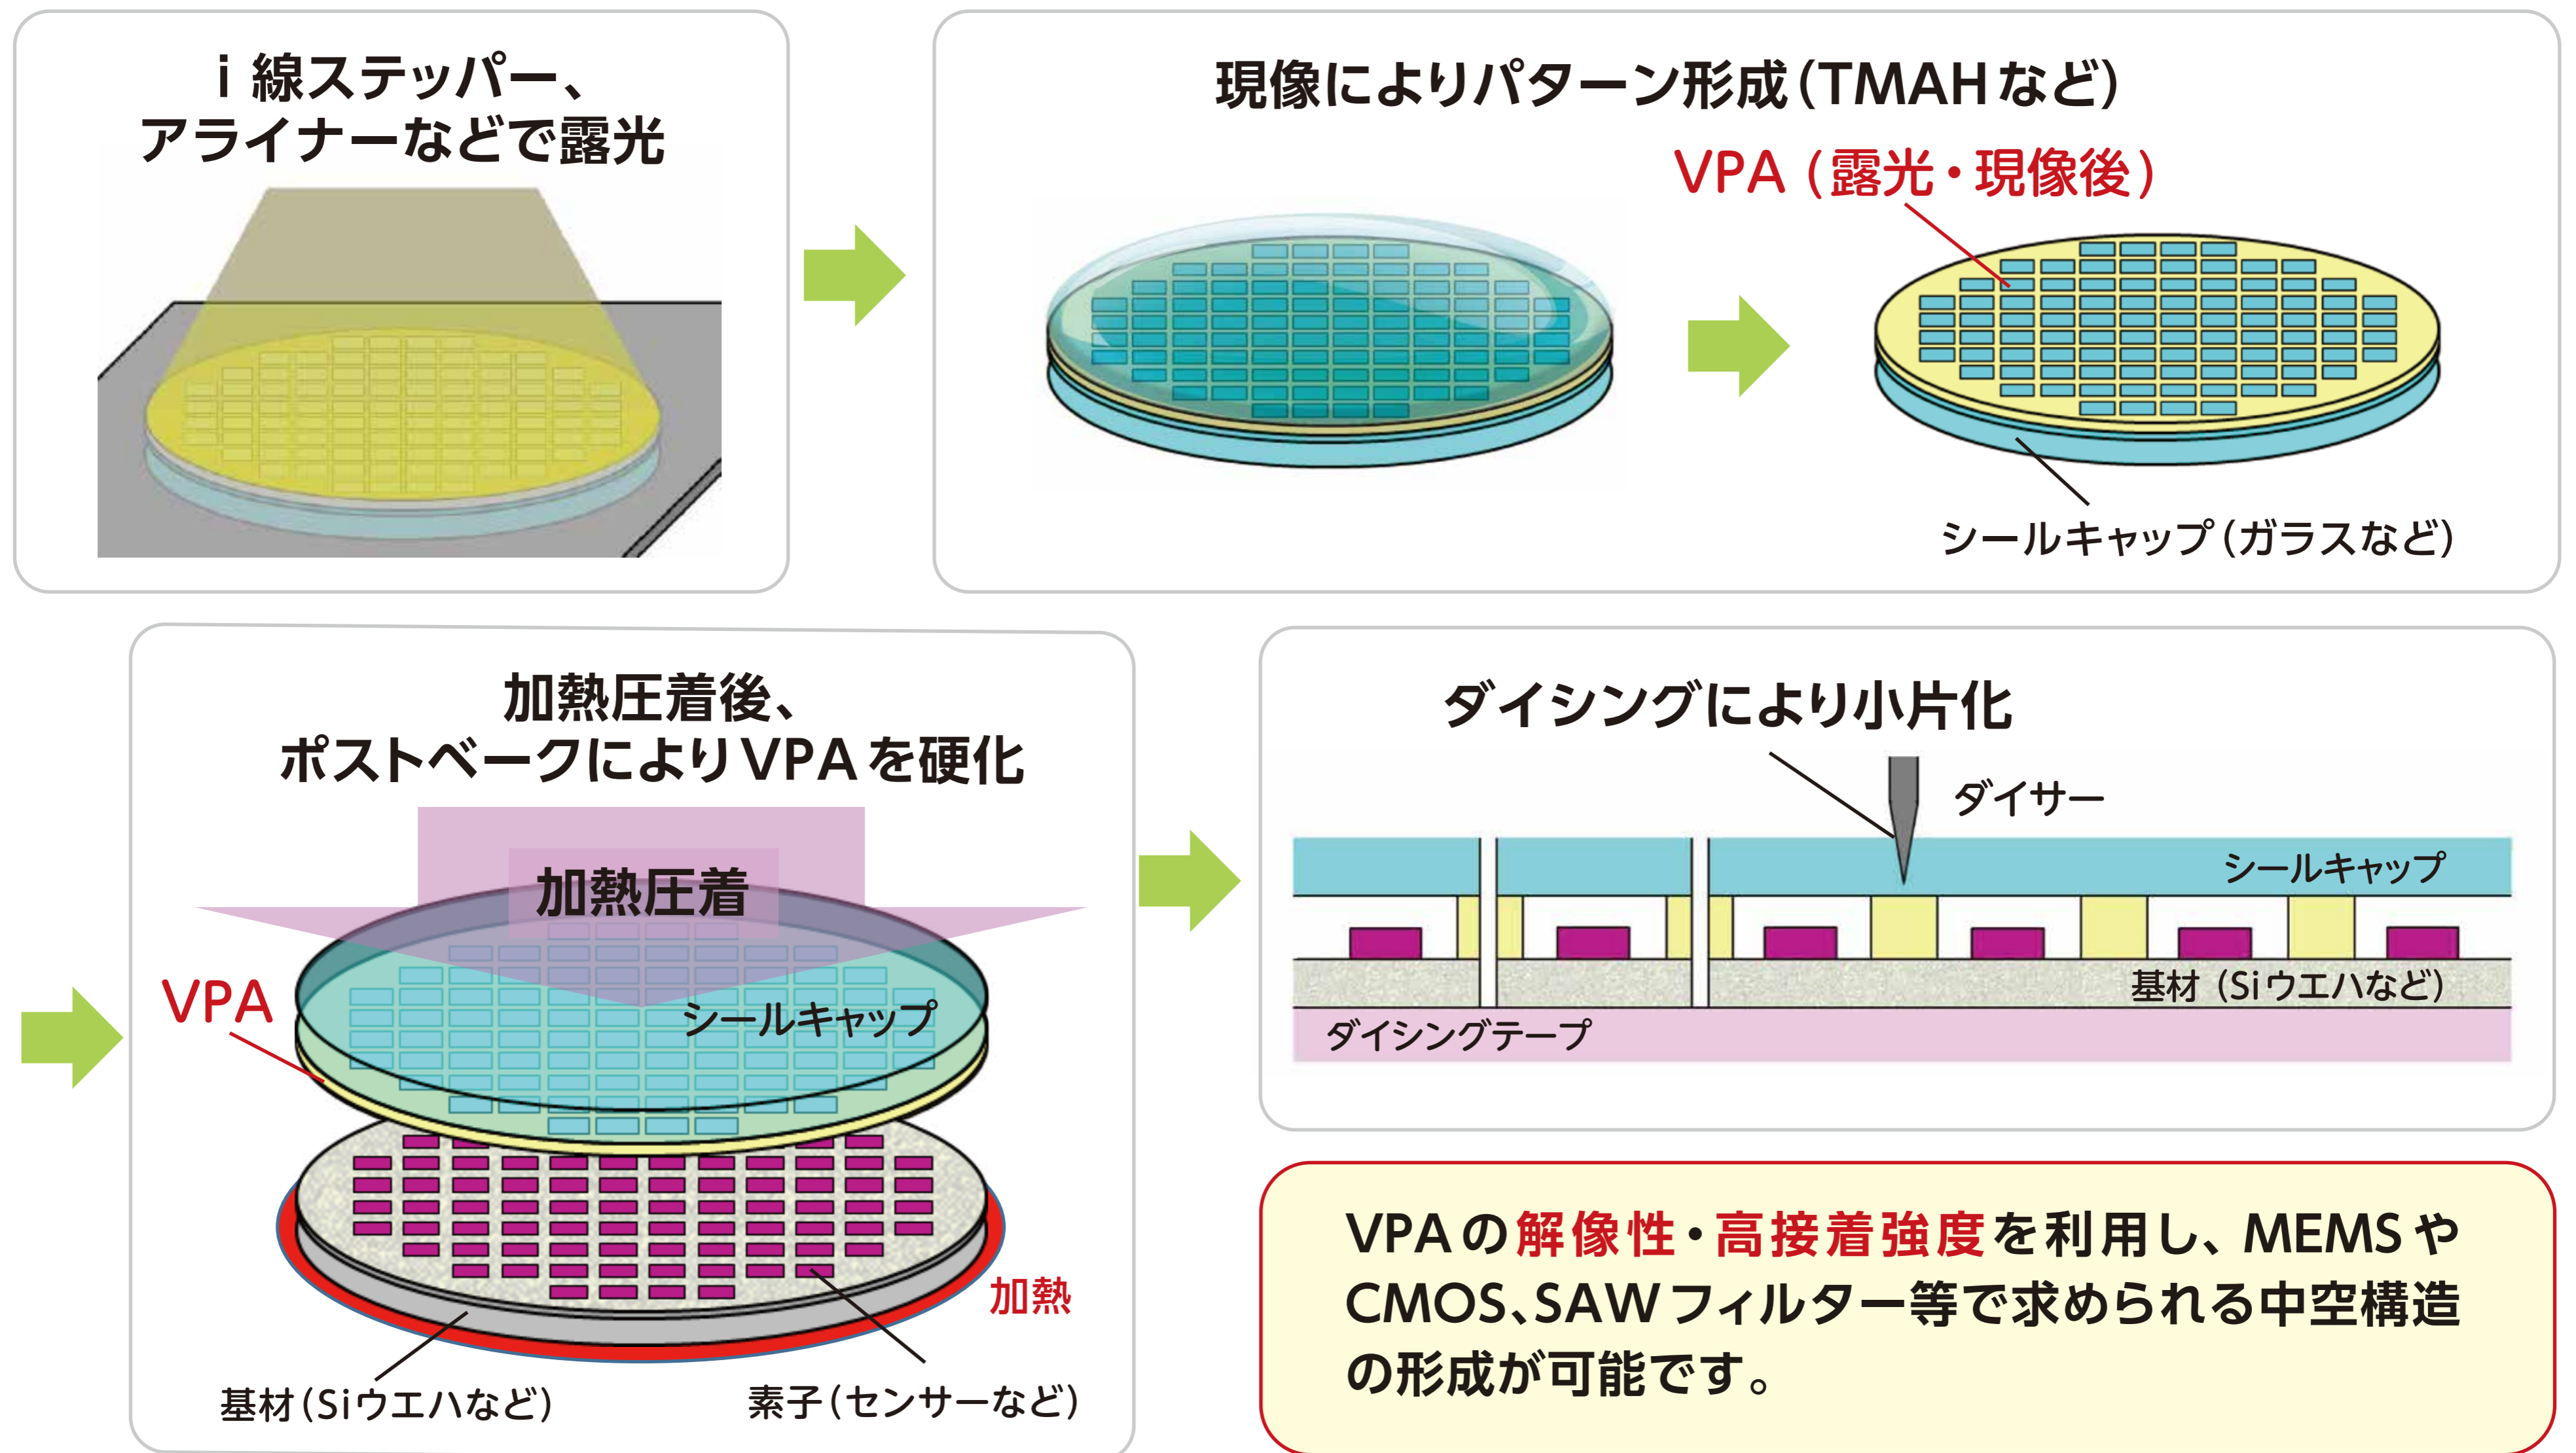 i 線ステッパー、
アライナーなどで露光
現像によりパターン形成（TMAHなど）
VPA（露光・現像後）
シールキャップ（ガラスなど）
加熱圧着後、
ポストベークによりVPAを硬化
加熱圧着
VPA
シールキャップ
加熱
基材（Siウエハなど）
素子（センサーなど）
ダイシングにより小片化
ダイサー
シールキャップ
基材（Siウエハなど）
ダイシングテープ
VPAの解像性・高接着強度を利用し、MEMSや
CMOS、SAWフィルター等で求められる中空構造
の形成が可能です。